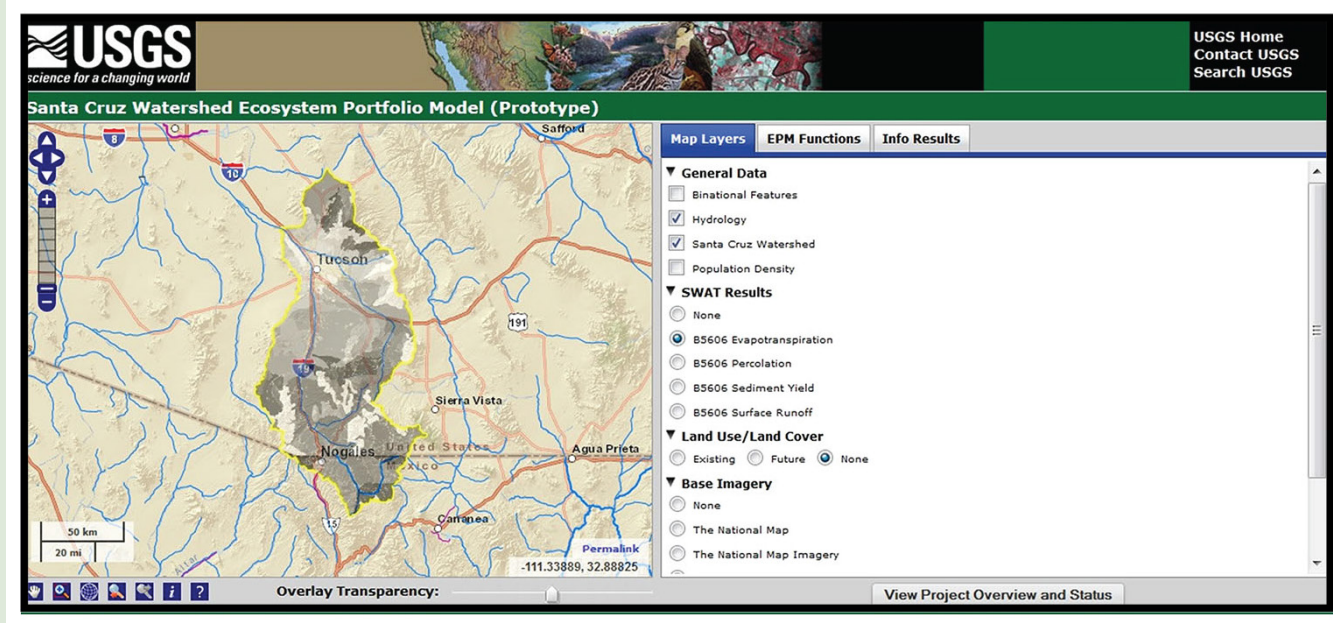 USGS
science for a changing world
USGS Home
Contact USGS
Search USGS
Santa Cruz Watershed Ecosystem Portfolio Model (Prototype)
Safford
8
10
Tucson
191
19
Sierra Vista
Nogales
United States
Mexico
Agua Prieta
15
Cananea
Altar
50 km
20 mi
Permalink
-111.33889, 32.88825
Map Layers
EPM Functions
Info Results
General Data
Binational Features
Hydrology
Santa Cruz Watershed
Population Density
SWAT Results
None
B5606 Evapotranspiration
B5606 Percolation
B5606 Sediment Yield
B5606 Surface Runoff
Land Use/Land Cover
Existing Future None
Base Imagery
None
The National Map
The National Map Imagery
i ?
Overlay Transparency:
View Project Overview and Status